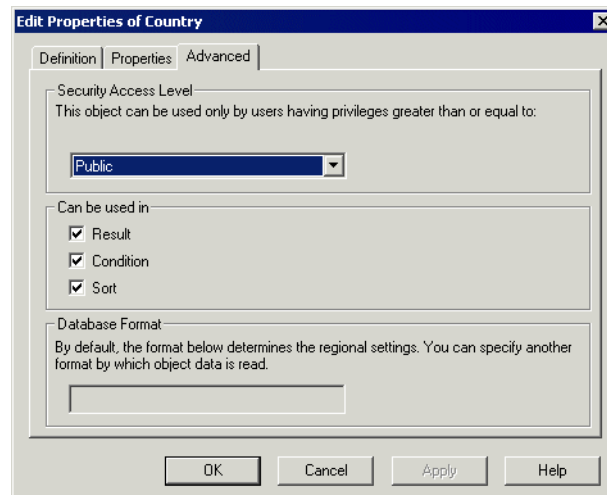 Edit Properties of Country
Definition Properties Advanced
Security Access Level
This object can be used only by users having privileges greater than or equal to:
Public
Can be used in
Result
Condition
Sort
Database Format
By default, the format below determines the regional settings. You can specify another
format by which object data is read.
OK Cancel Apply Help